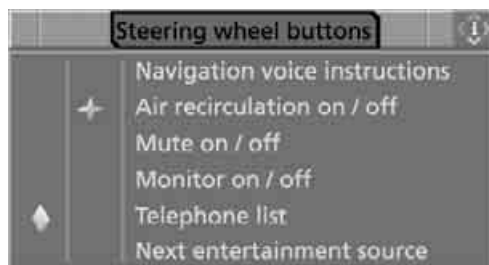 Steering wheel buttons
Navigation voice instructions
Air recirculation on / off
Mute on / off
Monitor on / off
Telephone list
Next entertainment source